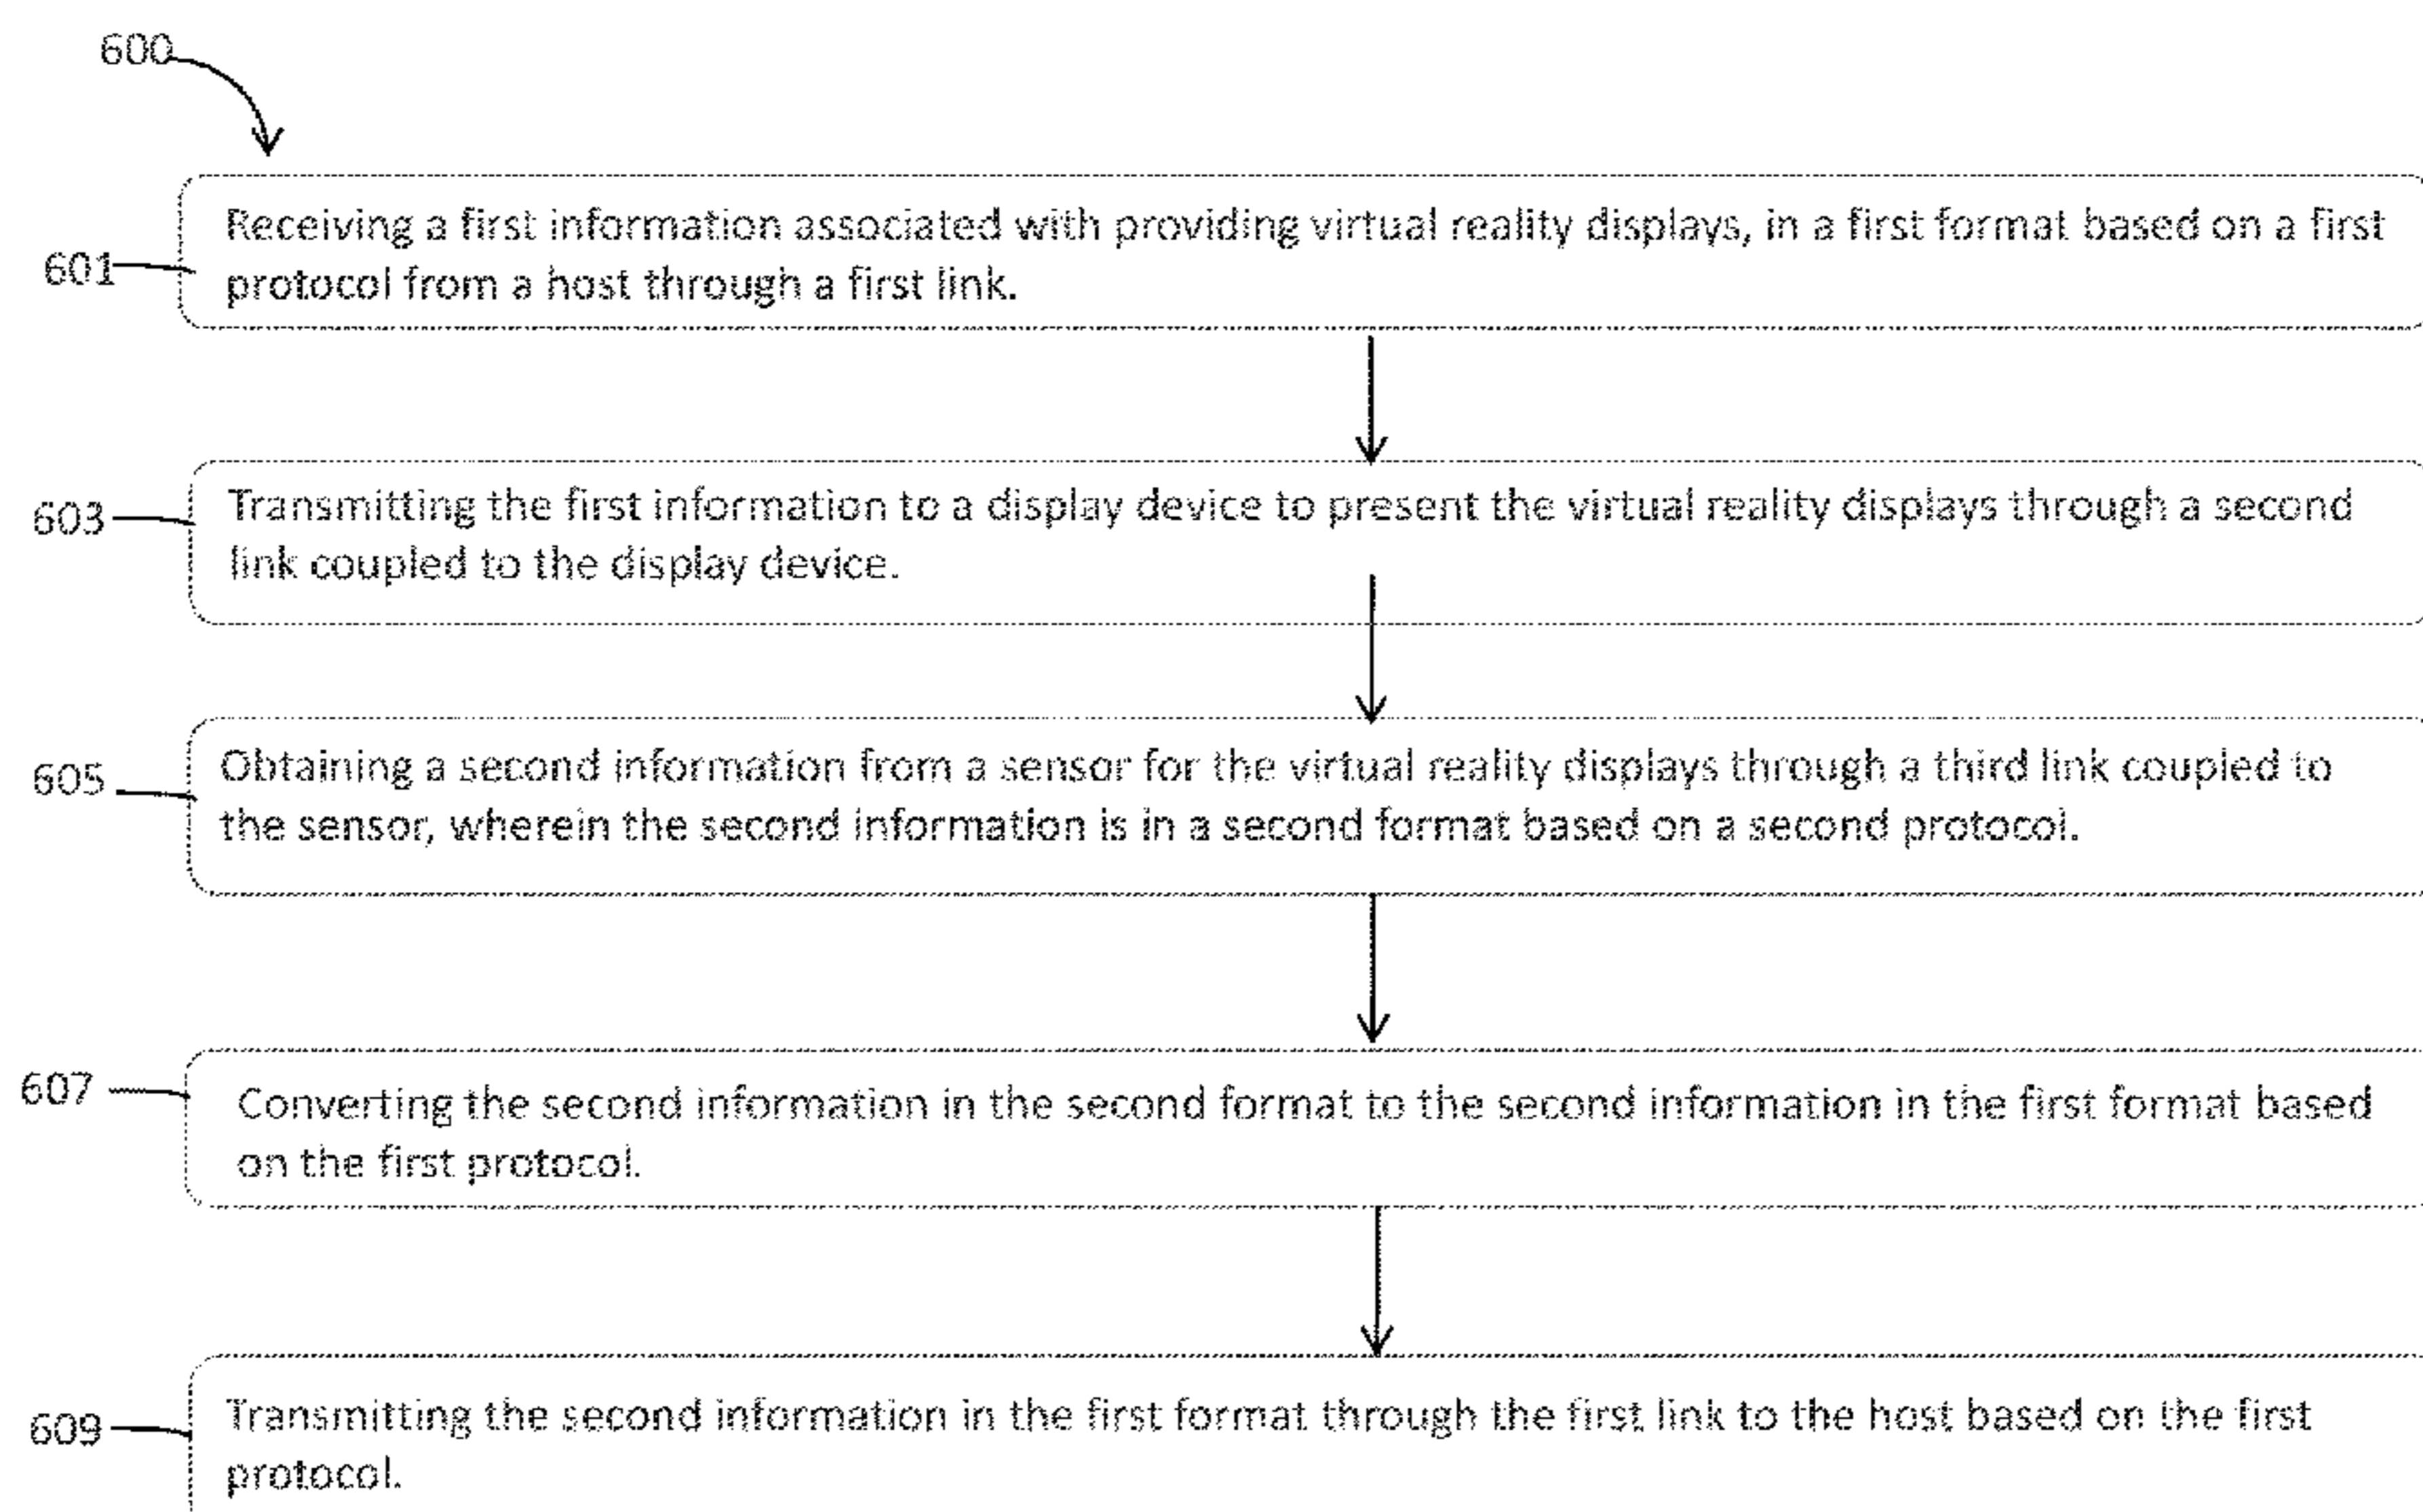 600
601
Receiving a first information associated with providing virtual reality displays, in a first format based on a first
protocol from a host through a first link.
603
Transmitting the first information to a display device to present the virtual reality displays through a second
link coupled to the display device.
605
Obtaining a second information from a sensor for the virtual reality displays through a third link coupled to
the sensor, wherein the second information is in a second format based on a second protocol.
607
Converting the second information in the second format to the second information in the first format based
on the first protocol.
609
Transmitting the second information in the first format through the first link to the host based on the first
protocol.